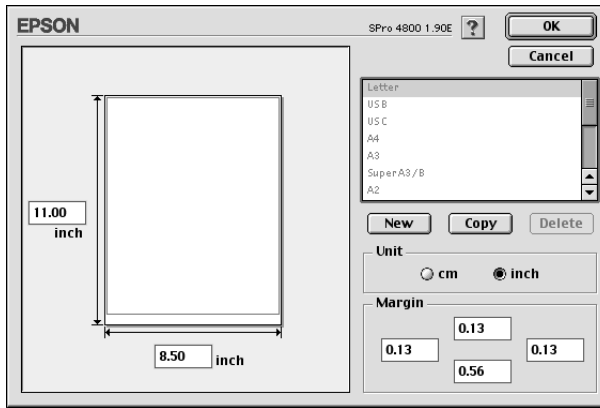 EPSON
SPro 4800 1.90E ? OK
Cancel
Letter
USB
USC
A4
A3
SuperA3/B
A2
11.00
inch
8.50 inch
New Copy Delete
Unit
cm inch
Margin
0.13
0.13 0.13
0.56